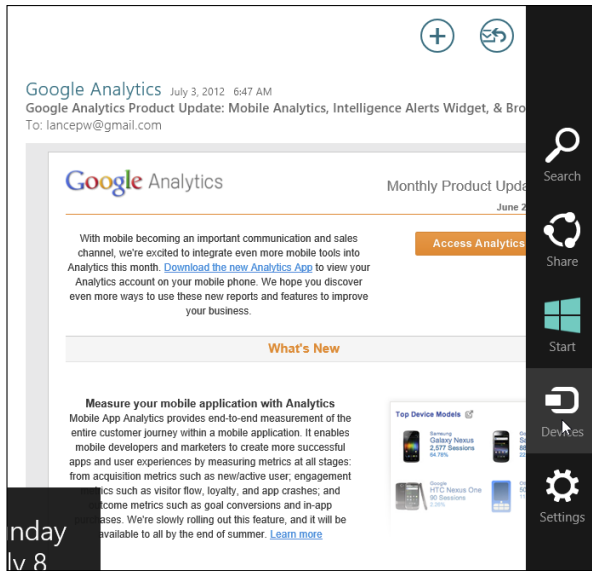 Google Analytics July 3, 2012 6:47 AM
Google Analytics Product Update: Mobile Analytics, Intelligence Alerts Widget, & Bro
To: lancepw@gmail.com
Google Analytics
Monthly Product Upda
June 2
With mobile becoming an important communication and sales
channel, we're excited to integrate even more mobile tools into
Analytics this month. Download the new Analytics App to view your
Analytics account on your mobile phone. We hope you discover
even more ways to use these new reports and features to improve
your business.
Access Analytics
What's New
Measure your mobile application with Analytics
Mobile App Analytics provides end-to-end measurement of the
entire customer journey within a mobile application. It enables
mobile developers and marketers to create more successful
apps and user experiences by measuring metrics at all stages:
from acquisition metrics such as new/active user; engagement
metrics such as visitor flow, loyalty, and app crashes; and
outcome metrics such as goal conversions and in-app
ases. We're slowly rolling out this feature, and it will be
available to all by the end of summer. Learn more
Top Device Models
Samsung
Galaxy Nexus
2,577 Sessions
64.78%
Google
HTC Nexus One
90 Sessions
2.26%
Search
Share
Start
Devices
Settings
nday
ly 8